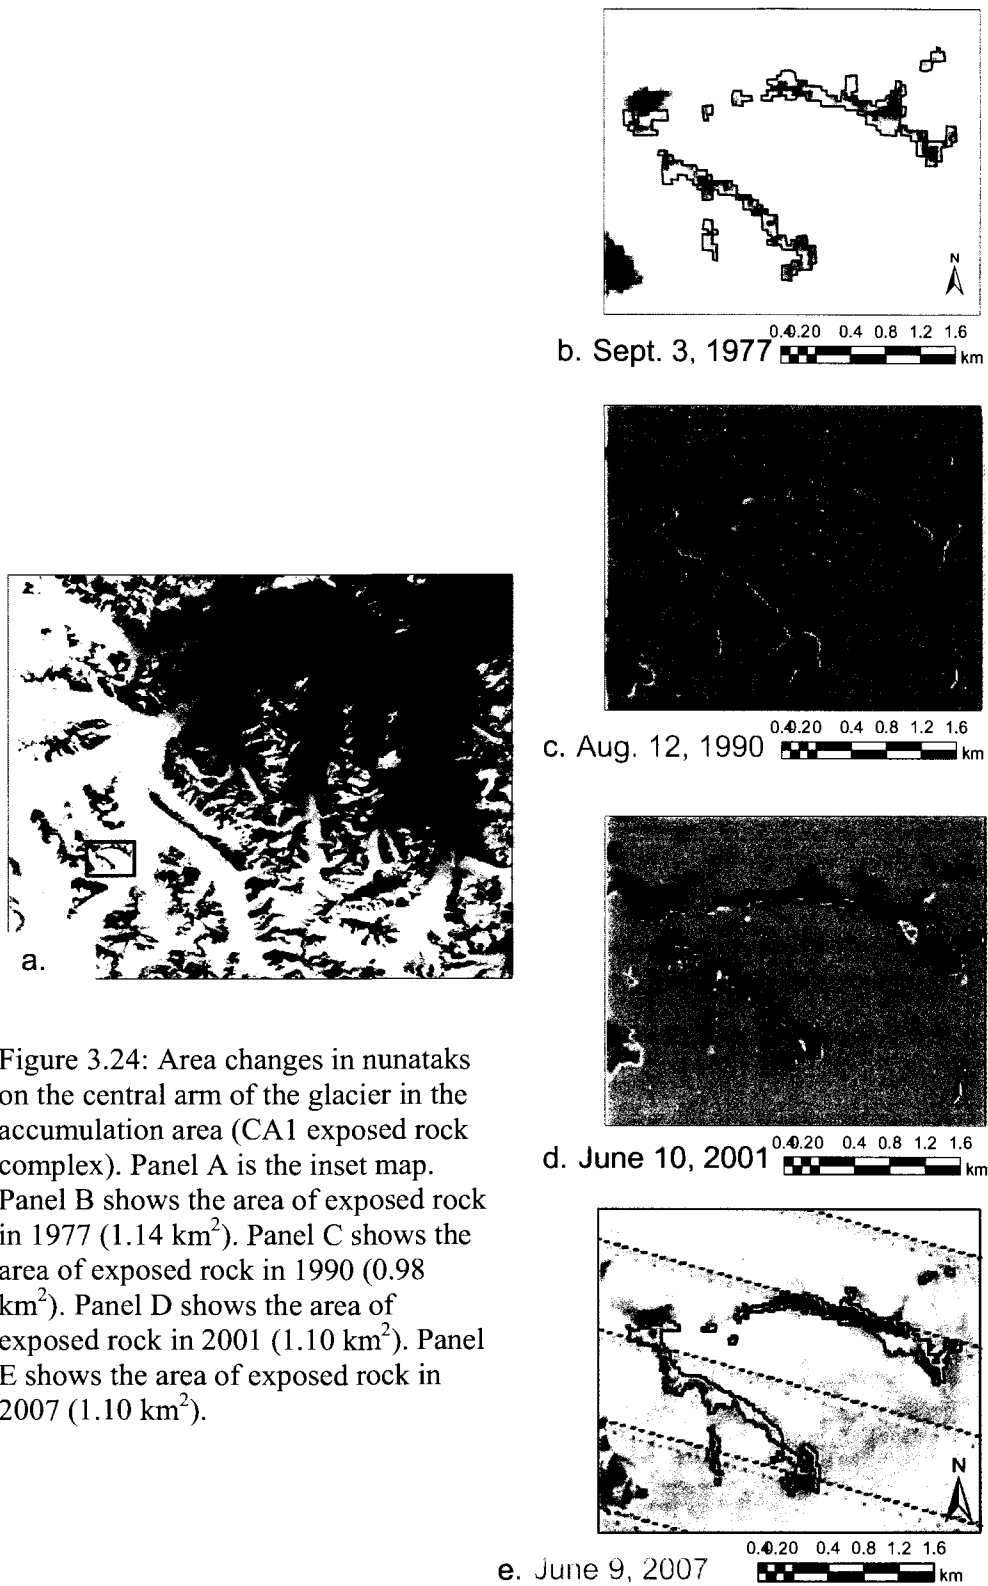 N
0.40.20 0.4 0.8 1.2 1.6
b. Sept. 3, 1977
km
0.40.20 0.4 0.8 1.2 1.6
c. Aug. 12, 1990
km
a.
0.40.20 0.4 0.8 1.2 1.6
d. June 10, 2001
km
Figure 3.24: Area changes in nunataks
on the central arm of the glacier in the
accumulation area (CA1 exposed rock
complex). Panel A is the inset map.
Panel B shows the area of exposed rock
in 1977 (1.14 km²). Panel C shows the
area of exposed rock in 1990 (0.98
km²). Panel D shows the area of
exposed rock in 2001 (1.10 km²). Panel
E shows the area of exposed rock in
2007 (1.10 km²).
N
0.40.20 0.4 0.8 1.2 1.6
e. June 9, 2007
km